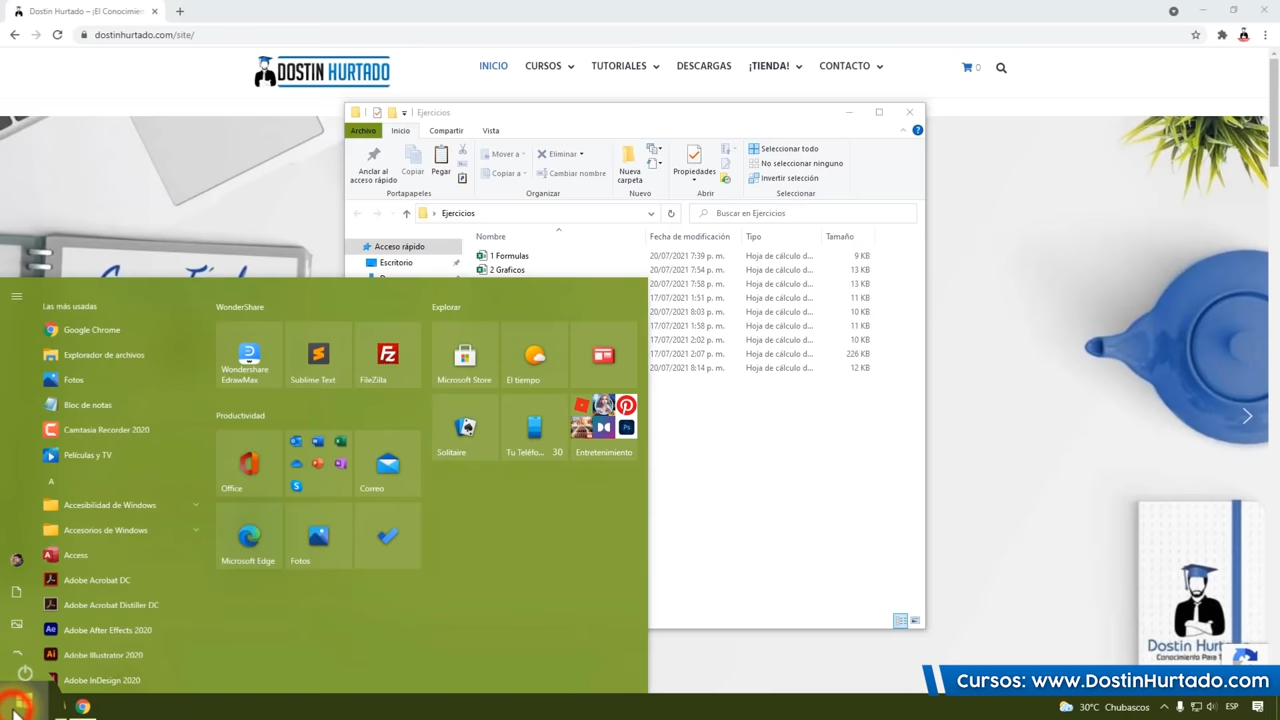 Dostin Hurtado – ¡El Conocimien
dostinhurtado.com/site/
DOSTIN HURTADO
INICIO
CURSOS
TUTORIALES
DESCARGAS
¡TIENDA!
CONTACTO
0
Ejercicios
Archivo
Inicio
Compartir
Vista
Anclar al
acceso rápido
Copiar
Pegar
Portapapeles
Mover a
Copiar a
Eliminar
Cambiar nombre
Organizar
Nueva
carpeta
Nuevo
Propiedades
Abrir
Seleccionar todo
No seleccionar ninguno
Invertir selección
Seleccionar
Ejercicios
Buscar en Ejercicios
Acceso rápido
Escritorio
Nombre
Fecha de modificación
Tipo
Tamaño
1 Formulas
20/07/2021 7:39 p. m.
Hoja de cálculo d...
9 KB
2 Graficos
20/07/2021 7:54 p. m.
Hoja de cálculo d...
13 KB
20/07/2021 7:58 p. m.
Hoja de cálculo d...
13 KB
17/07/2021 1:51 p. m.
Hoja de cálculo d...
11 KB
20/07/2021 8:03 p. m.
Hoja de cálculo d...
10 KB
17/07/2021 1:58 p. m.
Hoja de cálculo d...
11 KB
17/07/2021 2:02 p. m.
Hoja de cálculo d...
10 KB
17/07/2021 2:07 p. m.
Hoja de cálculo d...
226 KB
20/07/2021 8:14 p. m.
Hoja de cálculo d...
12 KB
Las más usadas
Google Chrome
Explorador de archivos
Fotos
Bloc de notas
Camtasia Recorder 2020
Películas y TV
A
Accesibilidad de Windows
Accesorios de Windows
Access
Adobe Acrobat DC
Adobe Acrobat Distiller DC
Adobe After Effects 2020
Adobe Illustrator 2020
Adobe InDesign 2020
WonderShare
Wondershare
EdrawMax
Sublime Text
FileZilla
Productividad
Office
Correo
Microsoft Edge
Fotos
Explorar
Microsoft Store
El tiempo
Solitaire
Tu Teléfo...
30
Entretenimiento
Dostin Hurtado
Cursos: www.DostinHurtado.com
30°C Chubascos
ESP